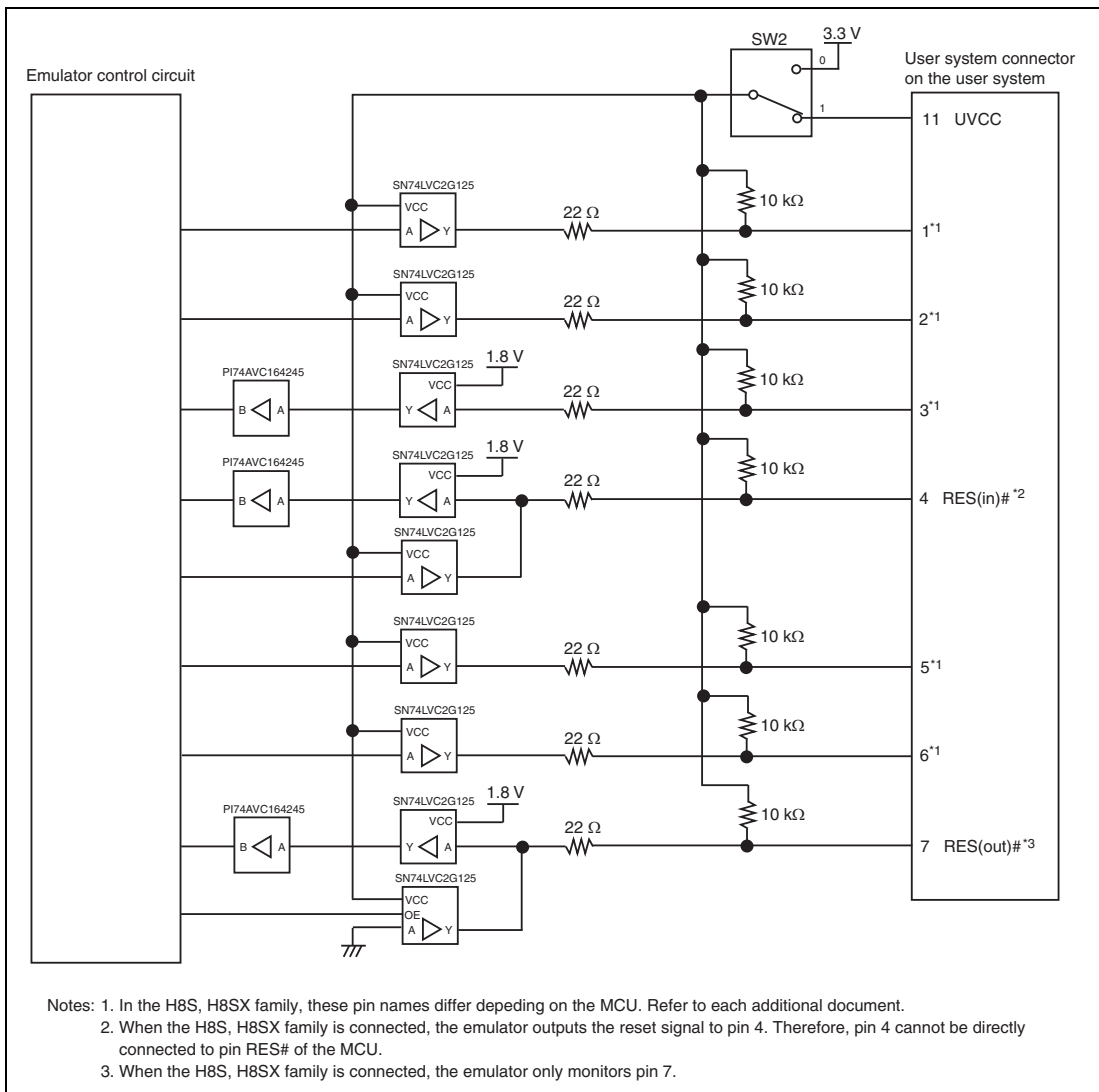 SW2
3.3 V
0
1
Emulator control circuit
User system connector
on the user system
11 UVCC
SN74LVC2G125
VCC
A Y
22 Ω
10 kΩ
1*1
SN74LVC2G125
VCC
A Y
22 Ω
10 kΩ
2*1
PI74AVC164245
B A
SN74LVC2G125
1.8 V
VCC
Y A
22 Ω
10 kΩ
3*1
PI74AVC164245
B A
SN74LVC2G125
1.8 V
VCC
Y A
22 Ω
10 kΩ
4 RES(in)#*2
SN74LVC2G125
VCC
A Y
SN74LVC2G125
VCC
A Y
22 Ω
10 kΩ
5*1
SN74LVC2G125
VCC
A Y
22 Ω
10 kΩ
6*1
PI74AVC164245
B A
SN74LVC2G125
1.8 V
VCC
Y A
22 Ω
10 kΩ
7 RES(out)#*3
SN74LVC2G125
VCC
OE
A Y
Notes: 1. In the H8S, H8SX family, these pin names differ depeding on the MCU. Refer to each additional document.
2. When the H8S, H8SX family is connected, the emulator outputs the reset signal to pin 4. Therefore, pin 4 cannot be directly
connected to pin RES# of the MCU.
3. When the H8S, H8SX family is connected, the emulator only monitors pin 7.